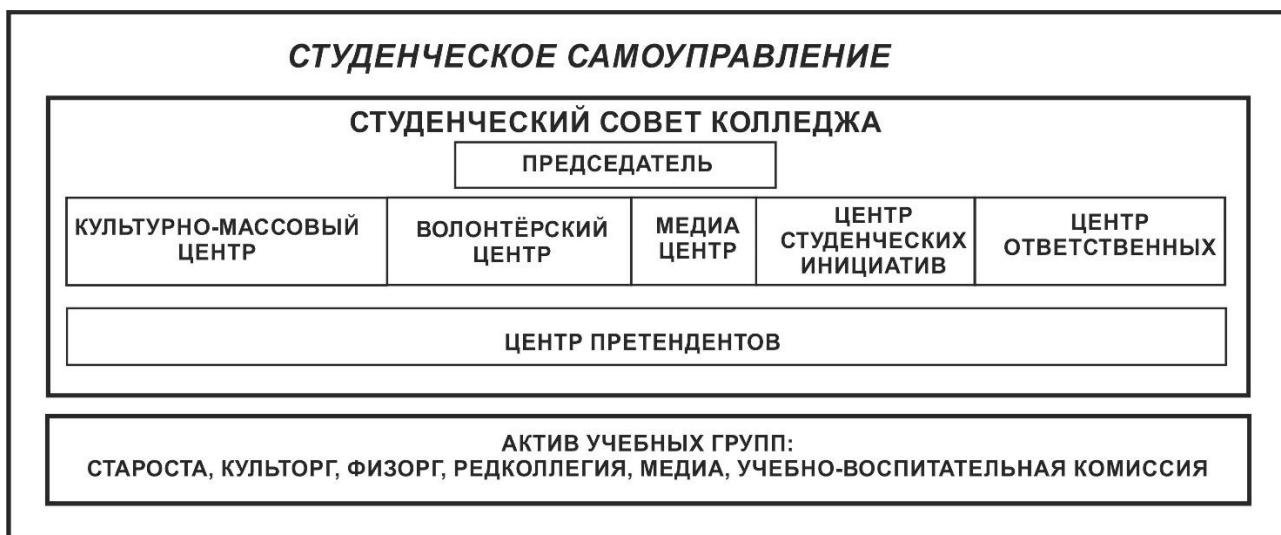 СТУДЕНЧЕСКОЕ САМОУПРАВЛЕНИЕ
СТУДЕНЧЕСКИЙ СОВЕТ КОЛЛЕДЖА
ПРЕДСЕДАТЕЛЬ
КУЛЬТУРНО-МАССОВЫЙ
ЦЕНТР
ВОЛОНТЁРСКИЙ
ЦЕНТР
МЕДИА
ЦЕНТР
ЦЕНТР
СТУДЕНЧЕСКИХ
ИНИЦИАТИВ
ЦЕНТР
ОТВЕТСТВЕННЫХ
ЦЕНТР ПРЕТЕНДЕНТОВ
АКТИВ УЧЕБНЫХ ГРУПП:
СТАРОСТА, КУЛЬТОРГ, ФИЗОРГ, РЕДКОЛЛЕГИЯ, МЕДИА, УЧЕБНО-ВОСПИТАТЕЛЬНАЯ КОМИССИЯ